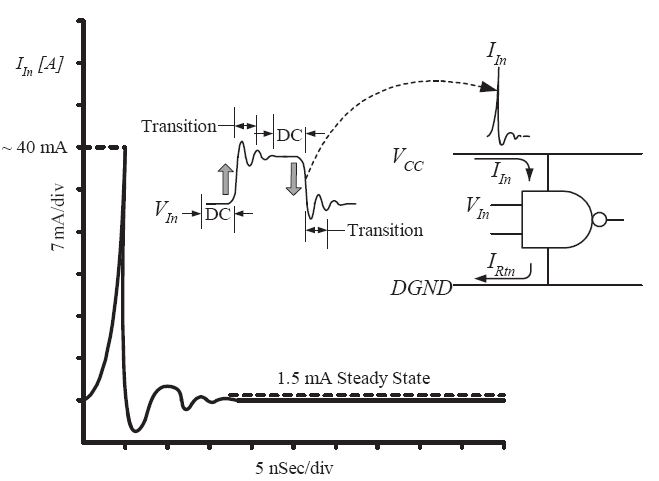 I_In [A]
~ 40 mA
7 mA/div
Transition
DC
V_In
DC
Transition
I_In
V_CC
I_In
V_In
I_Rtn
DGND
1.5 mA Steady State
5 nSec/div